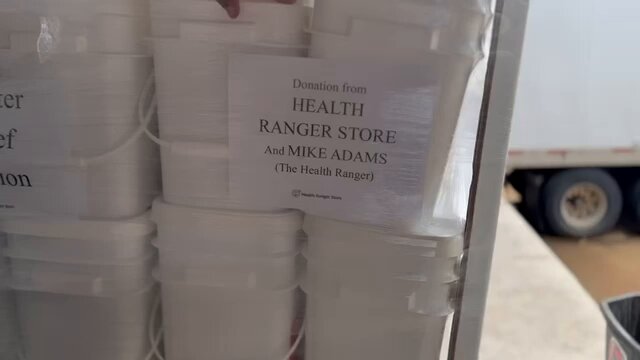 ter
ef
ion
Donation from
HEALTH
RANGER STORE
And MIKE ADAMS
(The Health Ranger)
Health Ranger Store